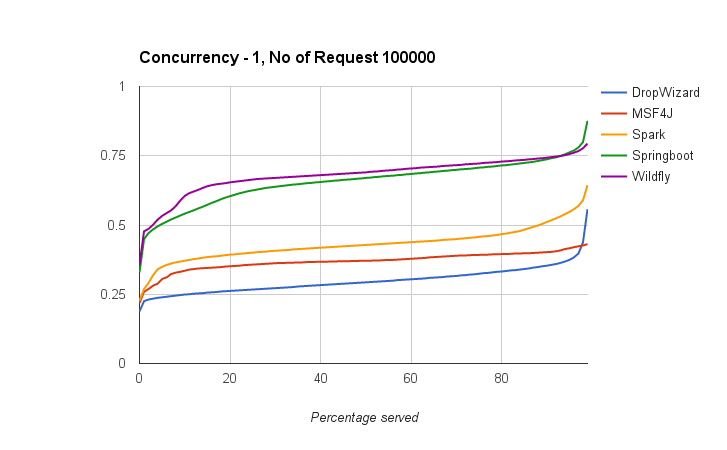 Concurrency - 1, No of Request 100000
1
0.75
0.5
0.25
0
0
20
40
60
80
Percentage served
DropWizard
MSF4J
Spark
Springboot
Wildfly